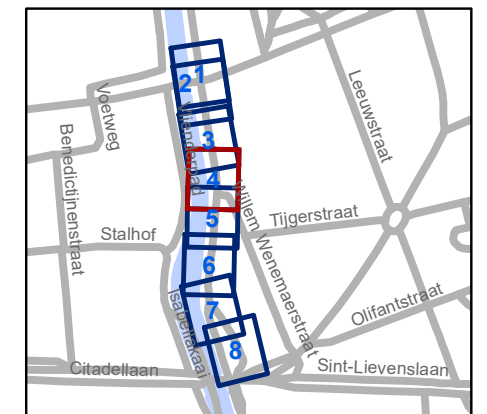 Voetweg
1
2
Leeuwstraat
Visserijpad
3
Benedictijnenstraat
4
Willem Wenemaerstraat
Tijgerstraat
5
Stalhof
6
Isabellakaai
7
Olifantstraat
8
Citadellaan
Sint-Lievenslaan